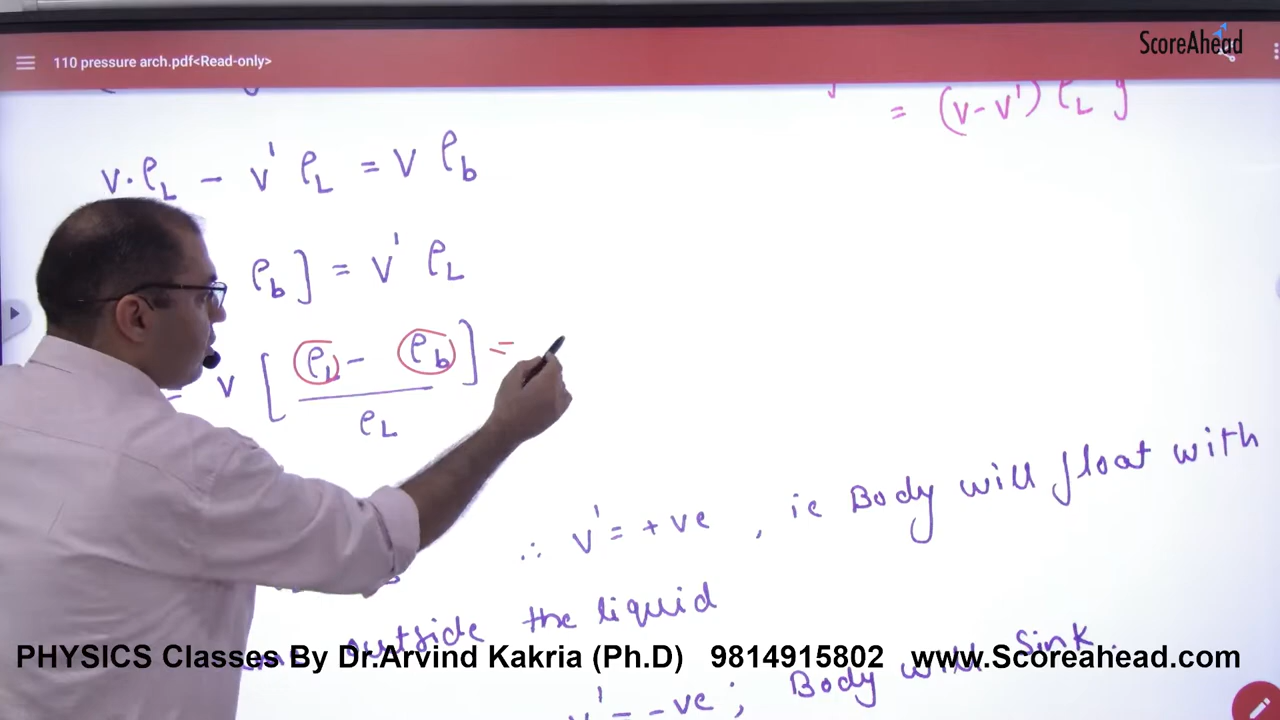 ScoreAhead
110 pressure arch.pdf<Read-only>
= (V-V') ρL g
V·ρL - V' ρL = V ρb
ρb] = V' ρL
= V [ρL - ρb / ρL] =
∴ V' = +ve , ie Body will float with
outside the liquid
V' = -ve ; Body will Sink.
PHYSICS Classes By Dr.Arvind Kakria (Ph.D) 9814915802 www.Scoreahead.com